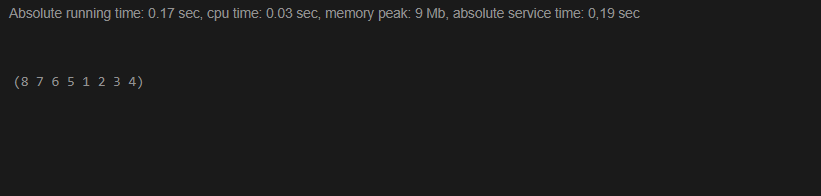 Absolute running time: 0.17 sec, cpu time: 0.03 sec, memory peak: 9 Mb, absolute service time: 0,19 sec
(8 7 6 5 1 2 3 4)